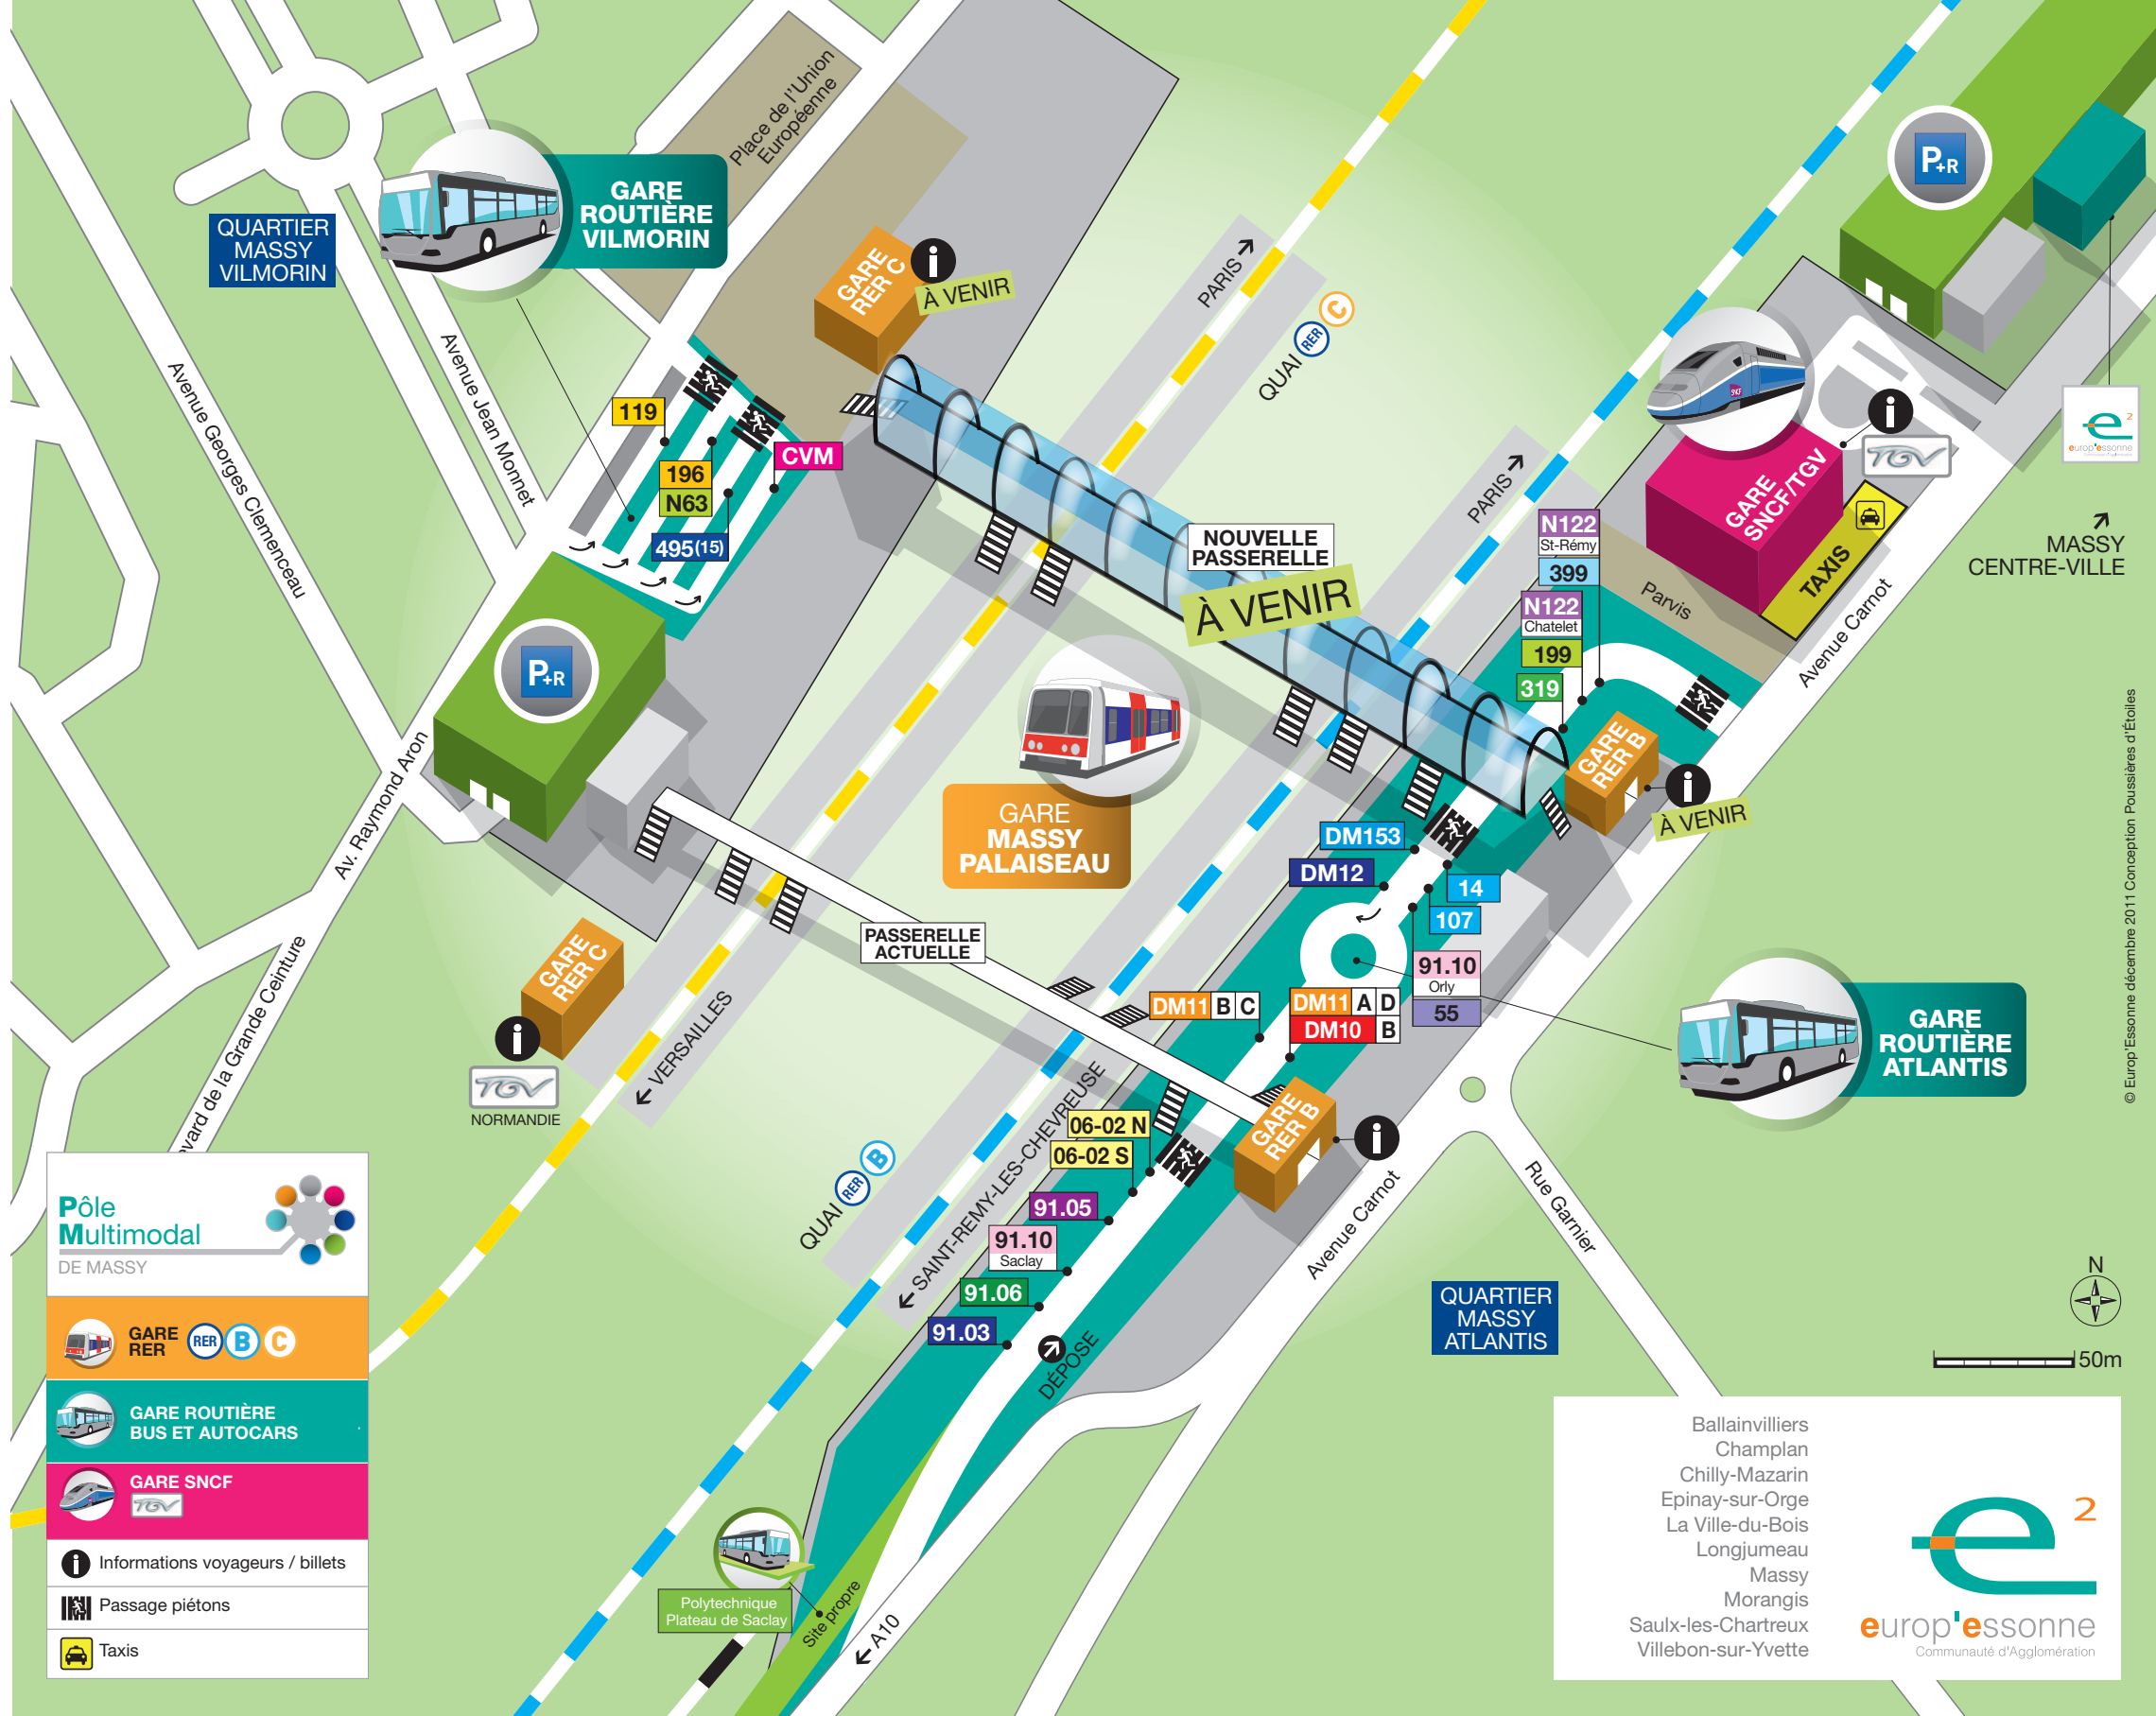 Place de l'Union
Européenne
P+R
GARE
ROUTIÈRE
VILMORIN
QUARTIER
MASSY
VILMORIN
GARE
RER C
i
À VENIR
PARIS
QUAI RER C
Avenue Jean Monnet
Avenue Georges Clemenceau
119
196
N63
495(15)
CVM
NOUVELLE
PASSERELLE
À VENIR
PARIS
i
TGV
GARE
SNCF/TGV
TAXIS
e2
europ'essonne
MASSY
CENTRE-VILLE
N122
St-Rémy
399
N122
Chatelet
199
319
Parvis
Avenue Carnot
P+R
Av. Raymond Aron
GARE
MASSY
PALAISEAU
GARE
RER B
i
À VENIR
DM153
DM12
14
107
91.10
Orly
55
PASSERELLE
ACTUELLE
DM11 B C
DM11 A D
DM10 B
GARE
ROUTIÈRE
ATLANTIS
GARE
RER C
i
TGV
NORMANDIE
VERSAILLES
evard de la Grande Ceinture
SAINT-REMY-LES-CHEVREUSE
QUAI RER B
06-02 N
06-02 S
91.05
91.10
Saclay
91.06
91.03
GARE
RER B
i
Avenue Carnot
Rue Garnier
DÉPOSE
QUARTIER
MASSY
ATLANTIS
N
50m
© Europ'Essonne décembre 2011 Conception Poussières d'Étoiles
Pôle
Multimodal
DE MASSY
GARE
RER
RER B C
GARE ROUTIÈRE
BUS ET AUTOCARS
GARE SNCF
TGV
i Informations voyageurs / billets
Passage piétons
Taxis
Polytechnique
Plateau de Saclay
Site propre
A10
Ballainvilliers
Champlan
Chilly-Mazarin
Epinay-sur-Orge
La Ville-du-Bois
Longjumeau
Massy
Morangis
Saulx-les-Chartreux
Villebon-sur-Yvette
e2
europ'essonne
Communauté d'Agglomération